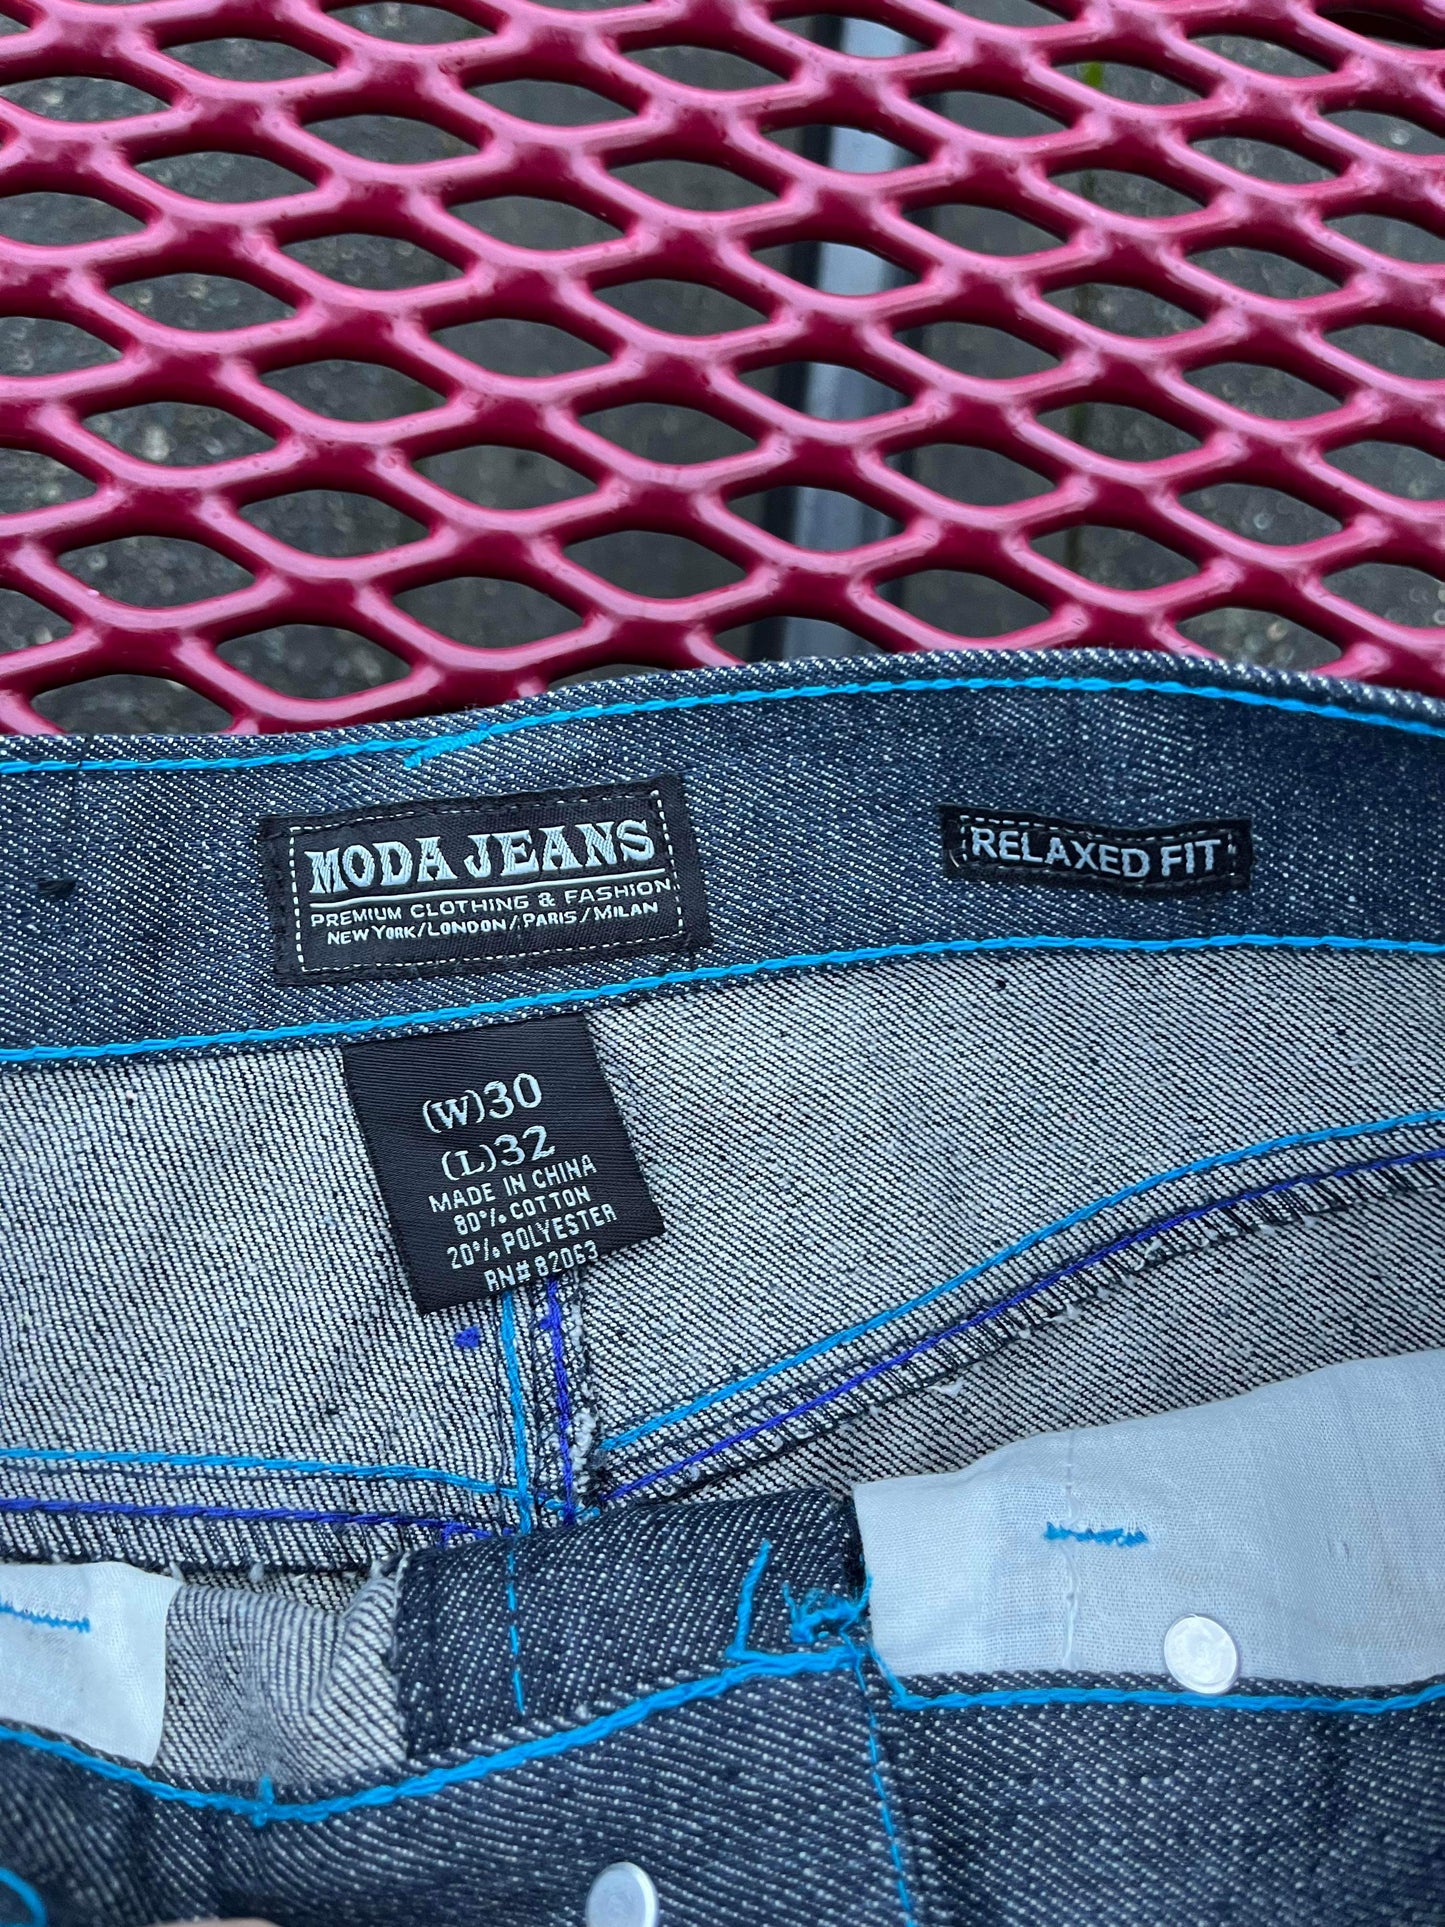 MODA JEANS
PREMIUM CLOTHING & FASHION
NEW YORK/LONDON/PARIS/MILAN
RELAXED FIT
(W)30
(L)32
MADE IN CHINA
80% COTTON
20% POLYESTER
RN# 82063